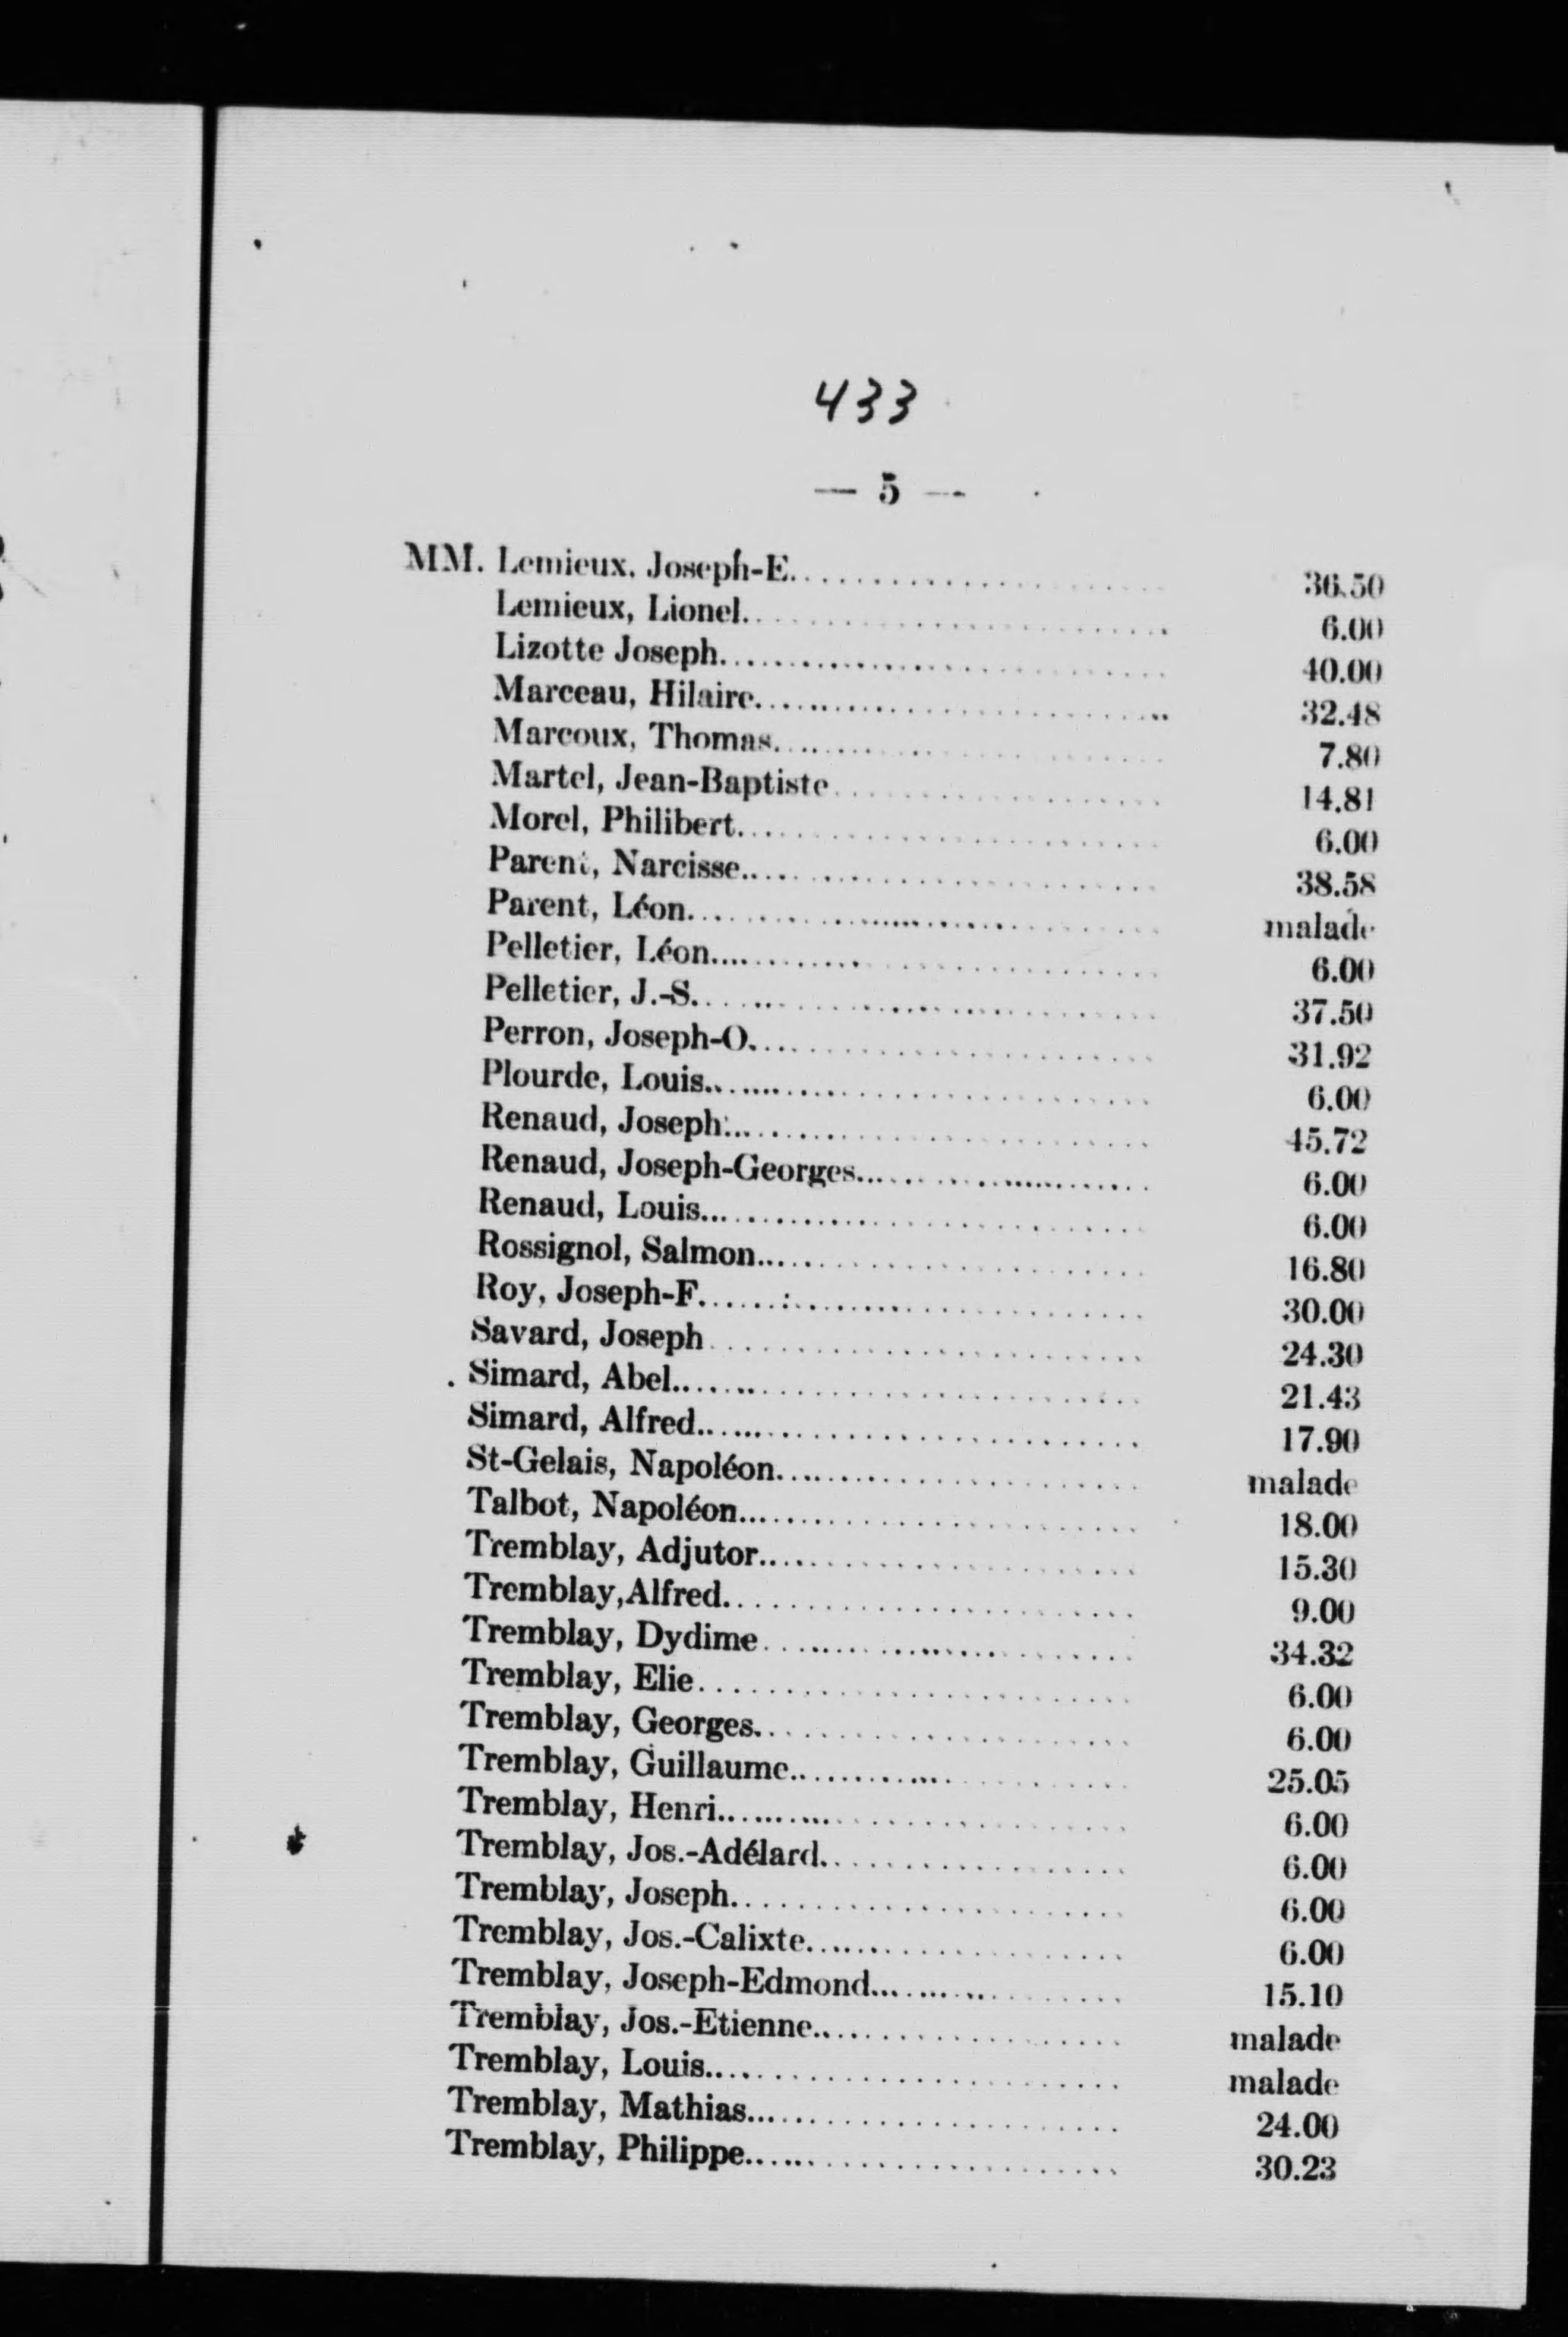 433
— 5 —
MM. Lemieux, Joseph-E. 36.50
Lemieux, Lionel 6.00
Lizotte Joseph 40.00
Marceau, Hilaire 32.48
Marcoux, Thomas 7.80
Martel, Jean-Baptiste 14.81
Morel, Philibert 6.00
Parent, Narcisse 38.58
Parent, Léon malade
Pelletier, Léon 6.00
Pelletier, J.-S. 37.50
Perron, Joseph-O. 31.92
Plourde, Louis 6.00
Renaud, Joseph 45.72
Renaud, Joseph-Georges 6.00
Renaud, Louis 6.00
Rossignol, Salmon 16.80
Roy, Joseph-F. 30.00
Savard, Joseph 24.30
Simard, Abel 21.43
Simard, Alfred 17.90
St-Gelais, Napoléon malade
Talbot, Napoléon 18.00
Tremblay, Adjutor 15.30
Tremblay,Alfred 9.00
Tremblay, Dydime 34.32
Tremblay, Elie 6.00
Tremblay, Georges 6.00
Tremblay, Guillaume 25.05
Tremblay, Henri 6.00
Tremblay, Jos.-Adélard 6.00
Tremblay, Joseph 6.00
Tremblay, Jos.-Calixte 6.00
Tremblay, Joseph-Edmond 15.10
Tremblay, Jos.-Etienne malade
Tremblay, Louis malade
Tremblay, Mathias 24.00
Tremblay, Philippe 30.23